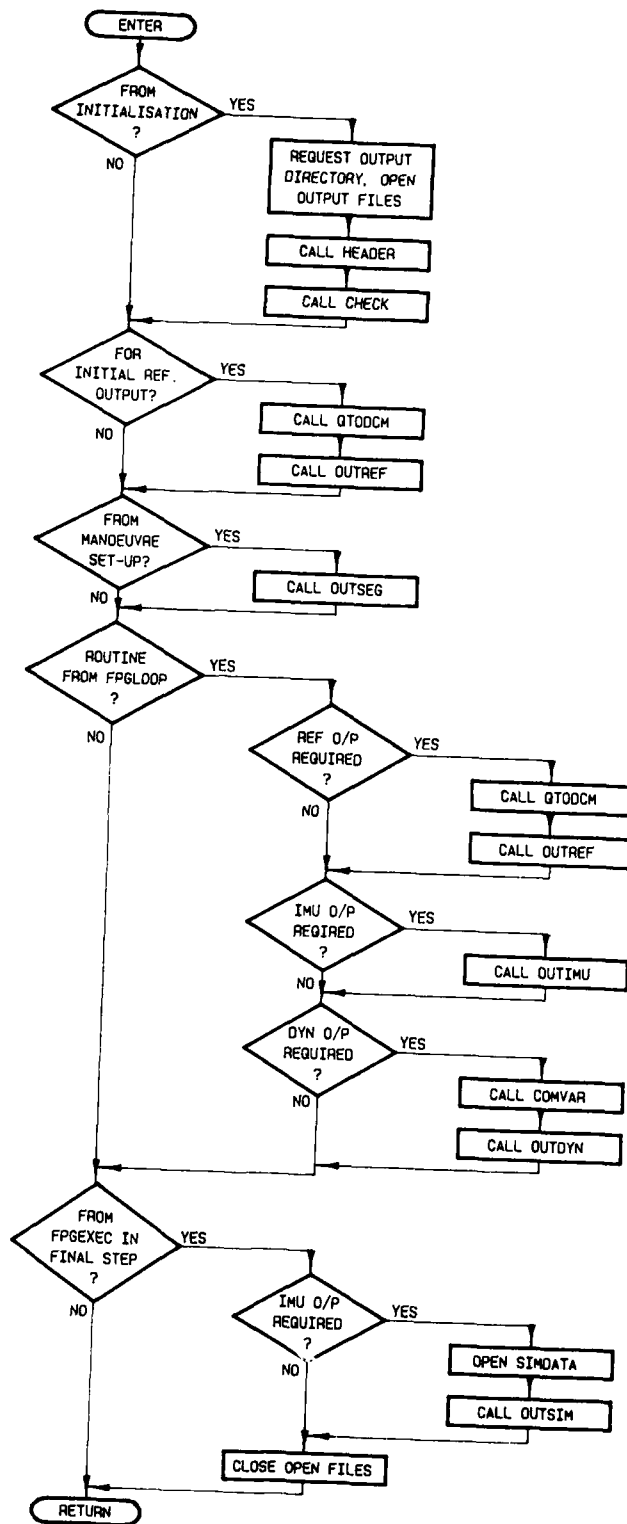 ENTER
FROM
INITIALISATION
?
YES
NO
REQUEST OUTPUT
DIRECTORY, OPEN
OUTPUT FILES
CALL HEADER
CALL CHECK
FOR
INITIAL REF.
OUTPUT?
YES
NO
CALL QTODCM
CALL OUTREF
FROM
MANOEUVRE
SET-UP?
YES
NO
CALL OUTSEG
ROUTINE
FROM FPGLOOP
?
YES
NO
REF O/P
REQUIRED
?
YES
NO
CALL QTODCM
CALL OUTREF
IMU O/P
REQIRED
?
YES
NO
CALL OUTIMU
DYN O/P
REQUIRED
?
YES
NO
CALL COMVAR
CALL OUTDYN
FROM
FPGEXEC IN
FINAL STEP
?
YES
NO
IMU O/P
REQUIRED
?
YES
NO
OPEN SIMDATA
CALL OUTSIM
CLOSE OPEN FILES
RETURN